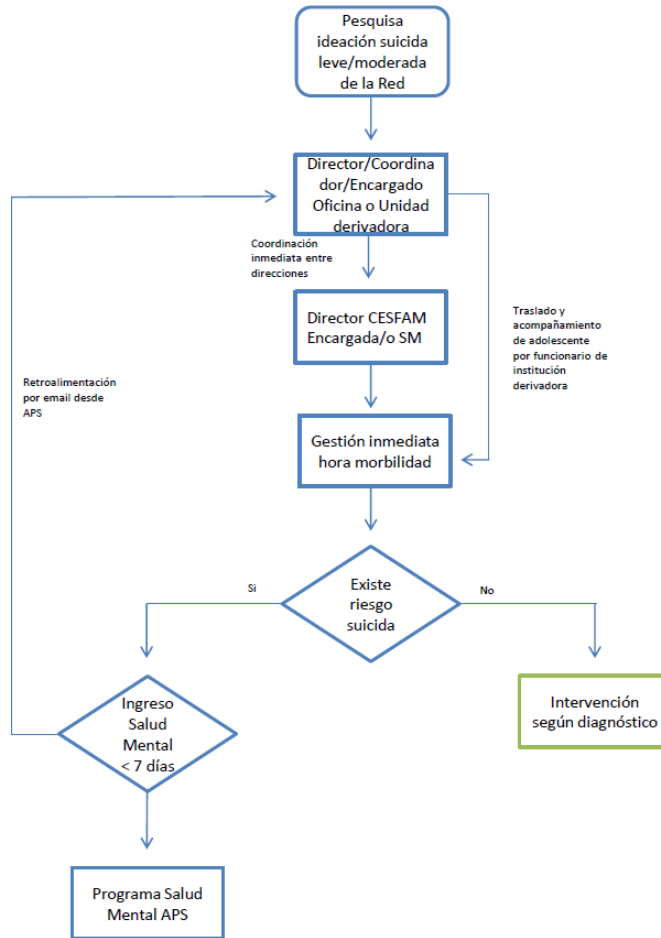 Pesquisa
ideación suicida
leve/moderada
de la Red
Director/Coordina
dor/Encargado
Oficina o Unidad
derivadora
Coordinación
inmediata entre
direcciones
Director CESFAM
Encargada/o SM
Traslado y
acompañamiento
de adolescente
por funcionario de
institución
derivadora
Retroalimentación
por email desde
APS
Gestión inmediata
hora morbilidad
Existe
riesgo
suicida
Si
No
Ingreso
Salud
Mental
< 7 días
Intervención
según diagnóstico
Programa Salud
Mental APS